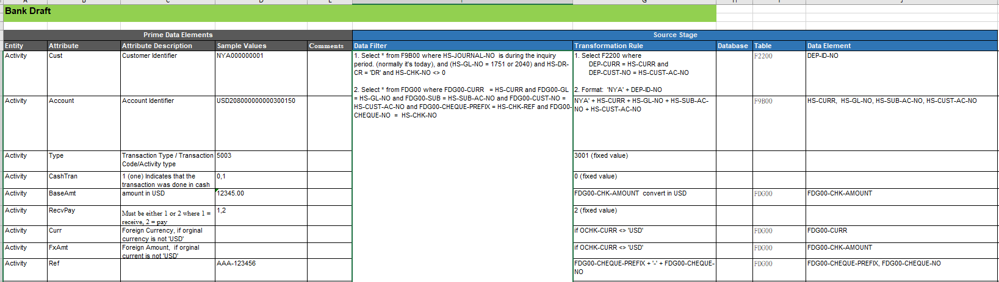 Bank Draft
Prime Data Elements
Source Stage
Entity Attribute Attribute Description Sample Values Comments Data Filter Transformation Rule Database Table Data Element
Activity Cust Customer Identifier NYA000000001
1. Select * from F9B00 where HS-JOURNAL-NO is during the inquiry
period. (normally it's today), and (HS-GL-NO = 1751 or 2040) and HS-DR-
CR = 'DR' and HS-CHK-NO <> 0
2. Select * from FDG00 where FDG00-CURR = HS-CURR and FDG00-GL
= HS-GL-NO and FDG00-SUB = HS-SUB-AC-NO and FDG00-CUST-NO =
HS-CUST-AC-NO and FDG00-CHEQUE-PREFIX = HS-CHK-REF and FDG00-
CHEQUE-NO = HS-CHK-NO
1. Select F2200 where
DEP-CURR = HS-CURR and
DEP-CUST-NO = HS-CUST-AC-NO
2. Format: 'NYA' + DEP-ID-NO
F2200 DEP-ID-NO
Activity Account Account Identifier USD208000000000300150
NYA' + HS-CURR + HS-GL-NO + HS-SUB-AC-
NO + HS-CUST-AC-NO
F9B00 HS-CURR, HS-GL-NO, HS-SUB-AC-NO, HS-CUST-AC-NO
Activity Type Transaction Type / Transaction
Code/Activity type
5003 3001 (fixed value)
Activity CashTran 1 (one) Indicates that the
transaction was done in cash
0,1 0 (fixed value)
Activity BaseAmt amount in USD 12345.00 FDG00-CHK-AMOUNT convert in USD FDG00 FDG00-CHK-AMOUNT
Activity RecvPay Must be either 1 or 2 where 1 =
receive, 2 = pay
1,2 2 (fixed value)
Activity Curr Foreign Currency, if orginal
currency is not 'USD'
if OCHK-CURR <> 'USD' FDG00 FDG00-CURR
Activity FxAmt Foreign Amount, if orginal
current is not 'USD'
if OCHK-CURR <> 'USD' FDG00 FDG00-CHK-AMOUNT
Activity Ref AAA-123456 FDG00-CHEQUE-PREFIX + '-' + FDG00-CHEQUE-
NO
FDG00 FDG00-CHEQUE-PREFIX, FDG00-CHEQUE-NO